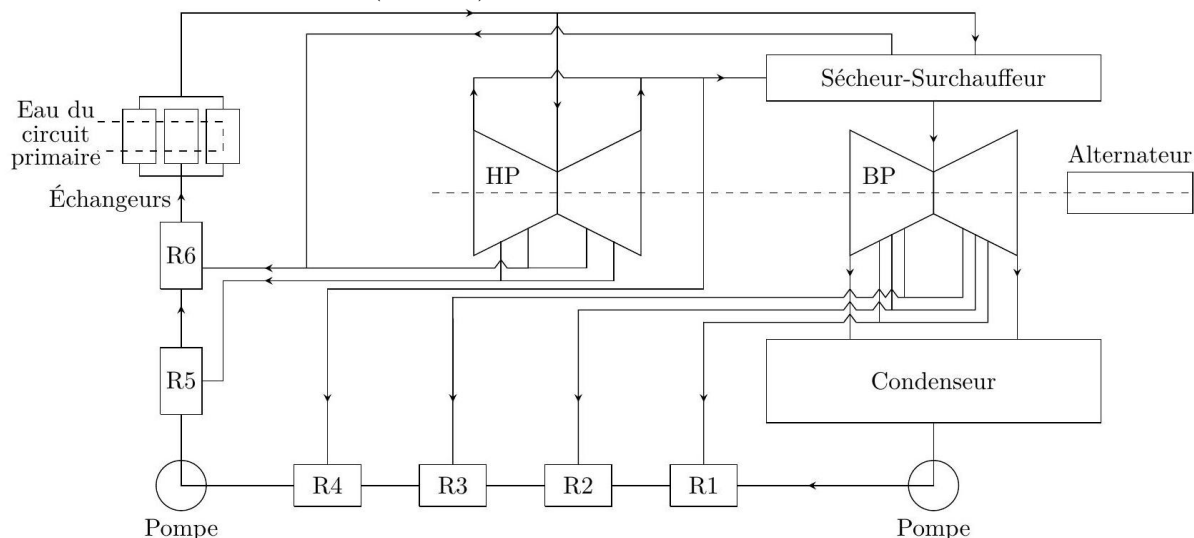 Sécheur-Surchauffeur
Eau du
circuit
primaire
Échangeurs
HP
BP
Alternateur
R6
R5
Condenseur
R4
R3
R2
R1
Pompe
Pompe